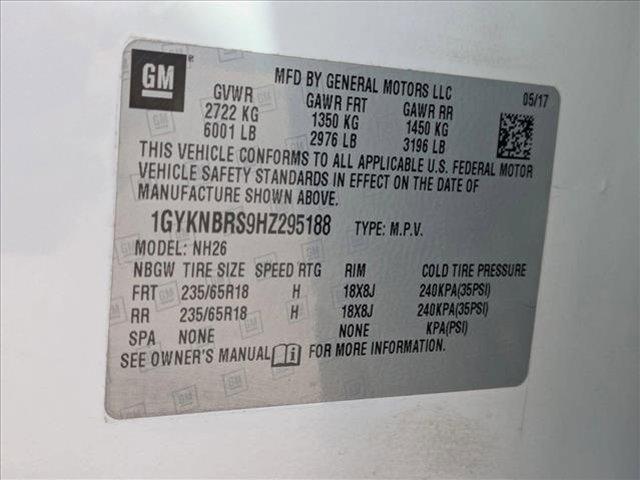 GM
MFD BY GENERAL MOTORS LLC
05/17
GVWR GAWR FRT GAWR RR
2722 KG 1350 KG 1450 KG
6001 LB 2976 LB 3196 LB
THIS VEHICLE CONFORMS TO ALL APPLICABLE U.S. FEDERAL MOTOR
VEHICLE SAFETY STANDARDS IN EFFECT ON THE DATE OF
MANUFACTURE SHOWN ABOVE.
1GYKNBRS9HZ295188 TYPE: M.P.V.
MODEL: NH26
NBGW TIRE SIZE SPEED RTG RIM COLD TIRE PRESSURE
FRT 235/65R18 H 18X8J 240KPA(35PSI)
RR 235/65R18 H 18X8J 240KPA(35PSI)
SPA NONE NONE KPA(PSI)
SEE OWNER'S MANUAL FOR MORE INFORMATION.